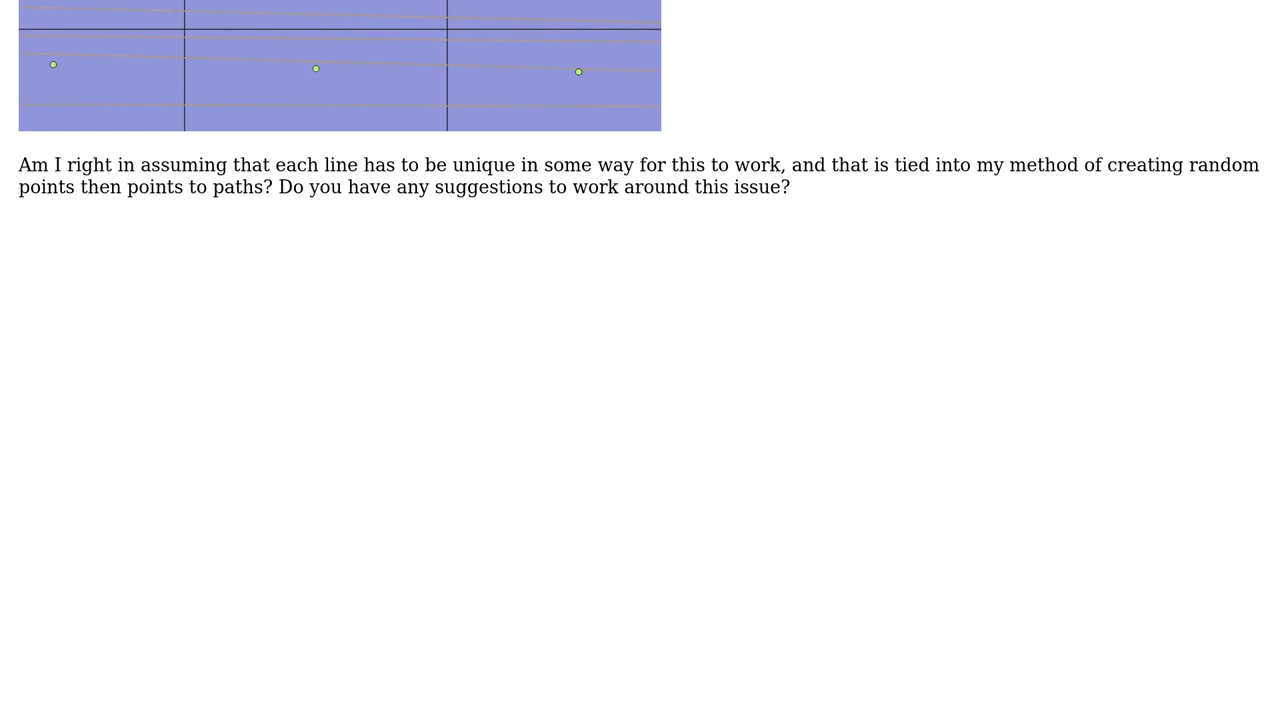 Am I right in assuming that each line has to be unique in some way for this to work, and that is tied into my method of creating random
points then points to paths? Do you have any suggestions to work around this issue?